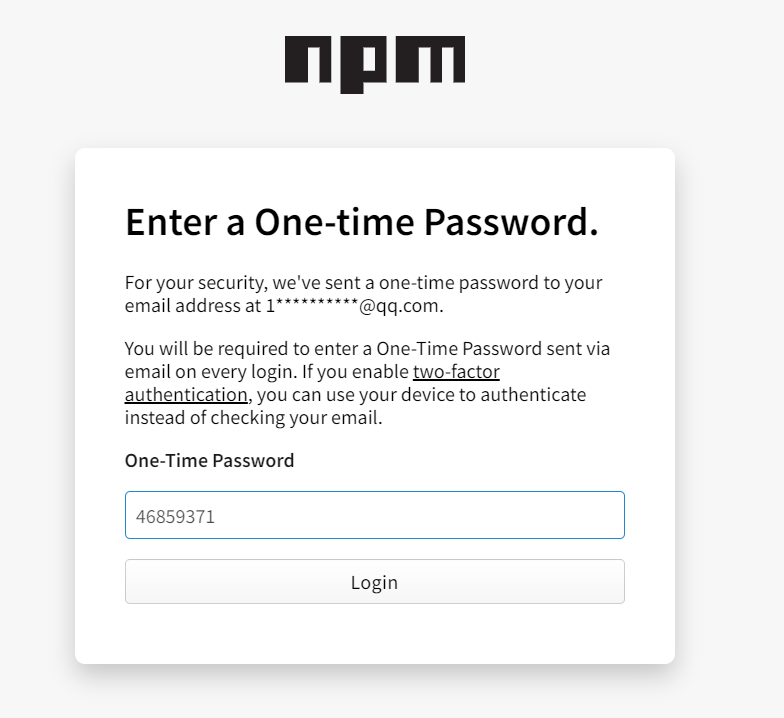 npm
Enter a One-time Password.
For your security, we've sent a one-time password to your
email address at 1**********@qq.com.
You will be required to enter a One-Time Password sent via
email on every login. If you enable two-factor
authentication, you can use your device to authenticate
instead of checking your email.
One-Time Password
46859371
Login